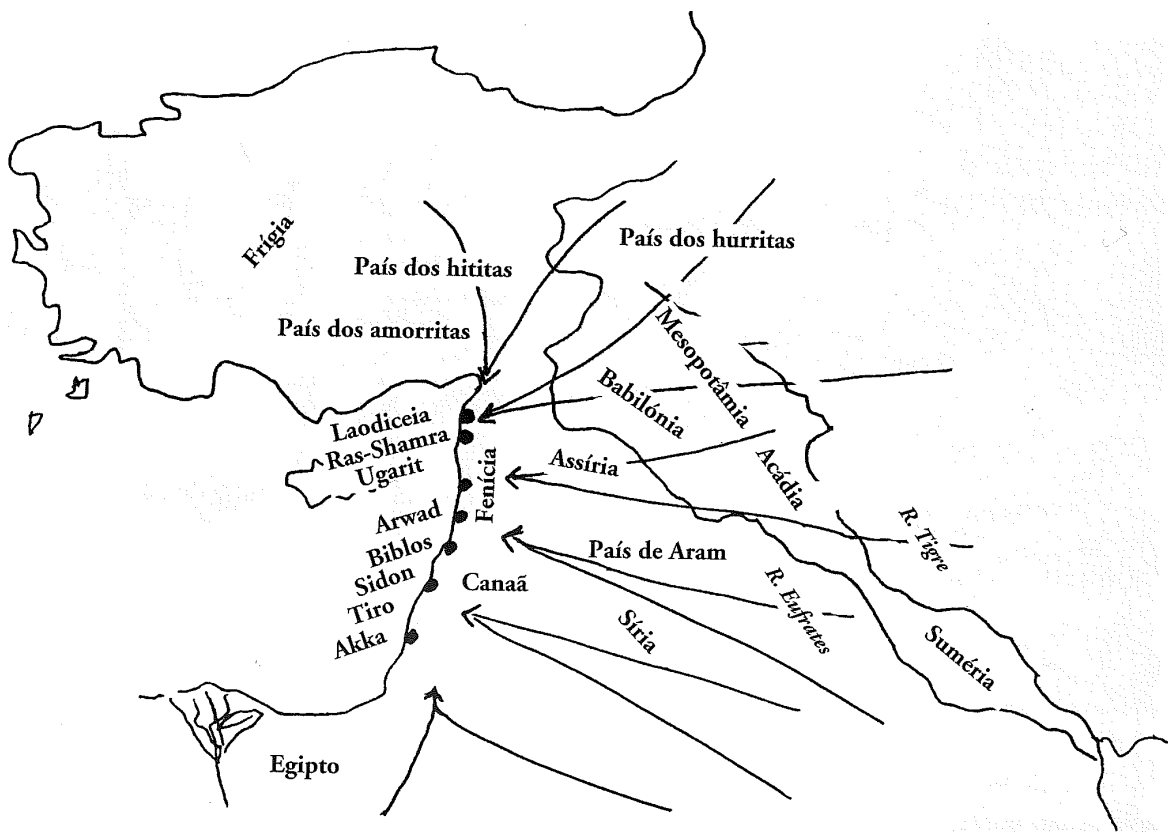 Frígia
País dos hititas
País dos hurritas
País dos amorritas
Mesopotâmia
Babilónia
Laodiceia
Ras-Shamra
Ugarit
Fenícia
Assíria
Acádia
Arwad
Biblos
Sidon
Tiro
Akka
Canaã
País de Aram
R. Tigre
R. Eufrates
Síria
Suméria
Egipto